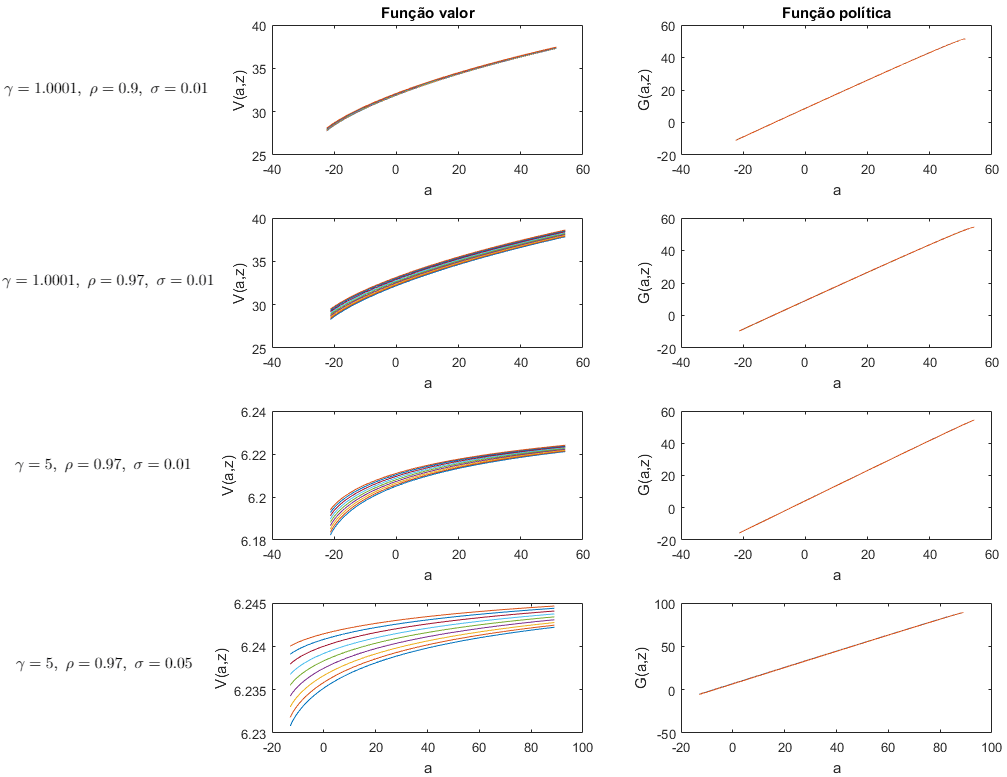 Função valor
Função política
γ = 1.0001, ρ = 0.9, σ = 0.01
V(a,z)
40
35
30
25
-40 -20 0 20 40 60
a
G(a,z)
60
40
20
0
-20
-40 -20 0 20 40 60
a
γ = 1.0001, ρ = 0.97, σ = 0.01
V(a,z)
40
35
30
25
-40 -20 0 20 40 60
a
G(a,z)
60
40
20
0
-20
-40 -20 0 20 40 60
a
γ = 5, ρ = 0.97, σ = 0.01
V(a,z)
6.24
6.22
6.2
6.18
-40 -20 0 20 40 60
a
G(a,z)
60
40
20
0
-20
-40 -20 0 20 40 60
a
γ = 5, ρ = 0.97, σ = 0.05
V(a,z)
6.245
6.24
6.235
6.23
-20 0 20 40 60 80 100
a
G(a,z)
100
50
0
-50
-20 0 20 40 60 80 100
a